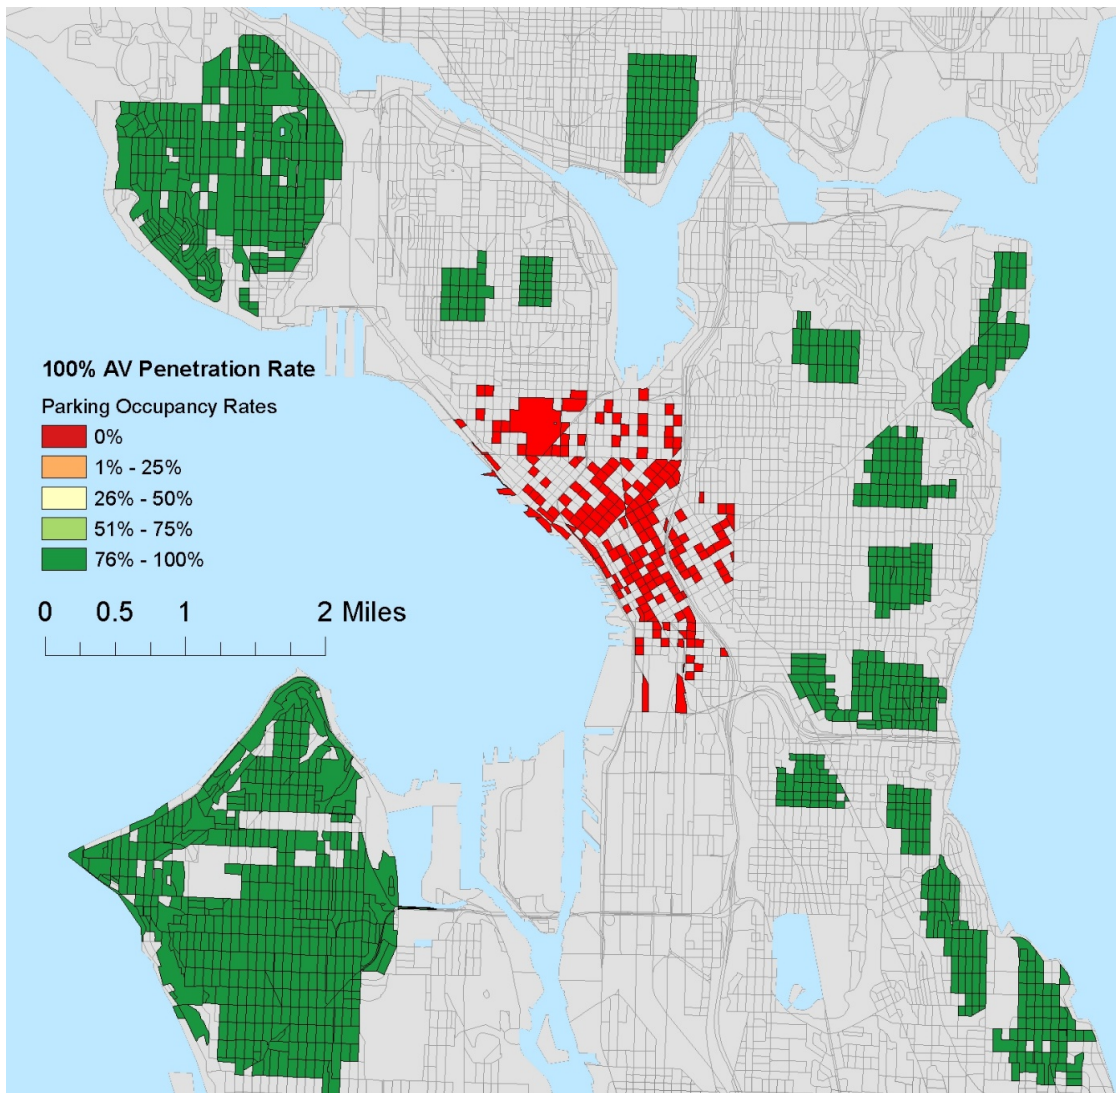 100% AV Penetration Rate
Parking Occupancy Rates
0%
1% - 25%
26% - 50%
51% - 75%
76% - 100%
0 0.5 1 2 Miles